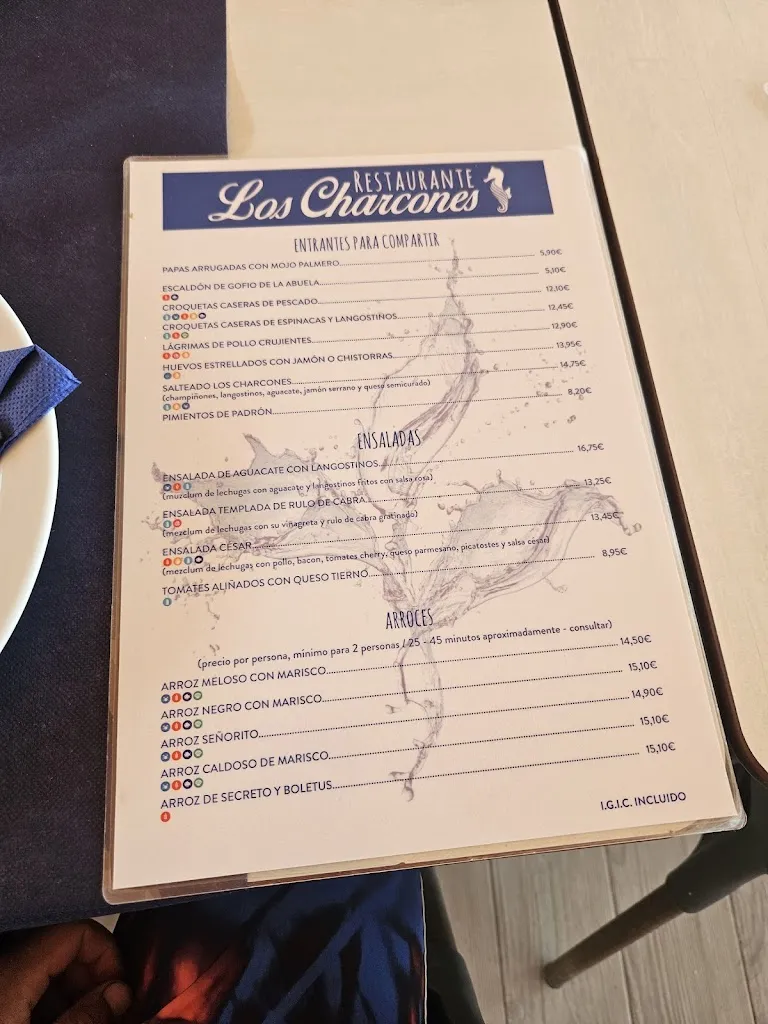 RESTAURANTE
Los Charcones
ENTRANTES PARA COMPARTIR
PAPAS ARRUGADAS CON MOJO PALMERO 5,90€
ESCALDÓN DE GOFIO DE LA ABUELA 5,10€
CROQUETAS CASERAS DE PESCADO 12,10€
CROQUETAS CASERAS DE ESPINACAS Y LANGOSTINOS 12,45€
LÁGRIMAS DE POLLO CRUJIENTES 12,90€
HUEVOS ESTRELLADOS CON JAMÓN O CHISTORRAS 13,95€
SALTEADO LOS CHARCONES 14,75€
(champiñones, langostinos, aguacate, jamón serrano y queso semicurado)
PIMIENTOS DE PADRÓN 8,20€
ENSALADAS
ENSALADA DE AGUACATE CON LANGOSTINOS 16,75€
(muzclum de lechugas con aguacate y langostinos fritos con salsa rosa)
ENSALADA TEMPLADA DE RULO DE CABRA 13,25€
(mezclum de lechugas con su vinagreta y rulo de cabra gratinado)
ENSALADA CÉSAR 13,45€
(mezclum de lechugas con pollo, bacon, tomates cherry, queso parmesano, picatostes y salsa césar)
TOMATES ALIÑADOS CON QUESO TIERNO 8,95€
ARROCES
(precio por persona, mínimo para 2 personas / 25 - 45 minutos aproximadamente - consultar)
ARROZ MELOSO CON MARISCO 14,50€
ARROZ NEGRO CON MARISCO 15,10€
ARROZ SEÑORITO 14,90€
ARROZ CALDOSO DE MARISCO 15,10€
ARROZ DE SECRETO Y BOLETUS 15,10€
I.G.I.C. INCLUIDO